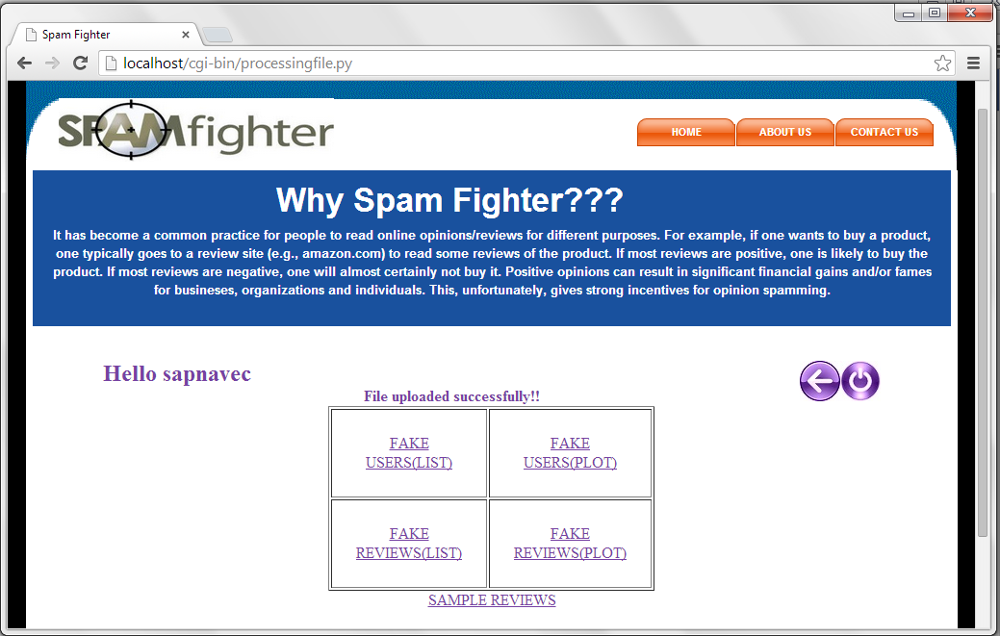 Spam Fighter
localhost/cgi-bin/processingfile.py
SPAMfighter
HOME
ABOUT US
CONTACT US
Why Spam Fighter???
It has become a common practice for people to read online opinions/reviews for different purposes. For example, if one wants to buy a product,
one typically goes to a review site (e.g., amazon.com) to read some reviews of the product. If most reviews are positive, one is likely to buy the
product. If most reviews are negative, one will almost certainly not buy it. Positive opinions can result in significant financial gains and/or fames
for busineses, organizations and individuals. This, unfortunately, gives strong incentives for opinion spamming.
Hello sapnavec
File uploaded successfully!!
FAKE
USERS(LIST)
FAKE
USERS(PLOT)
FAKE
REVIEWS(LIST)
FAKE
REVIEWS(PLOT)
SAMPLE REVIEWS